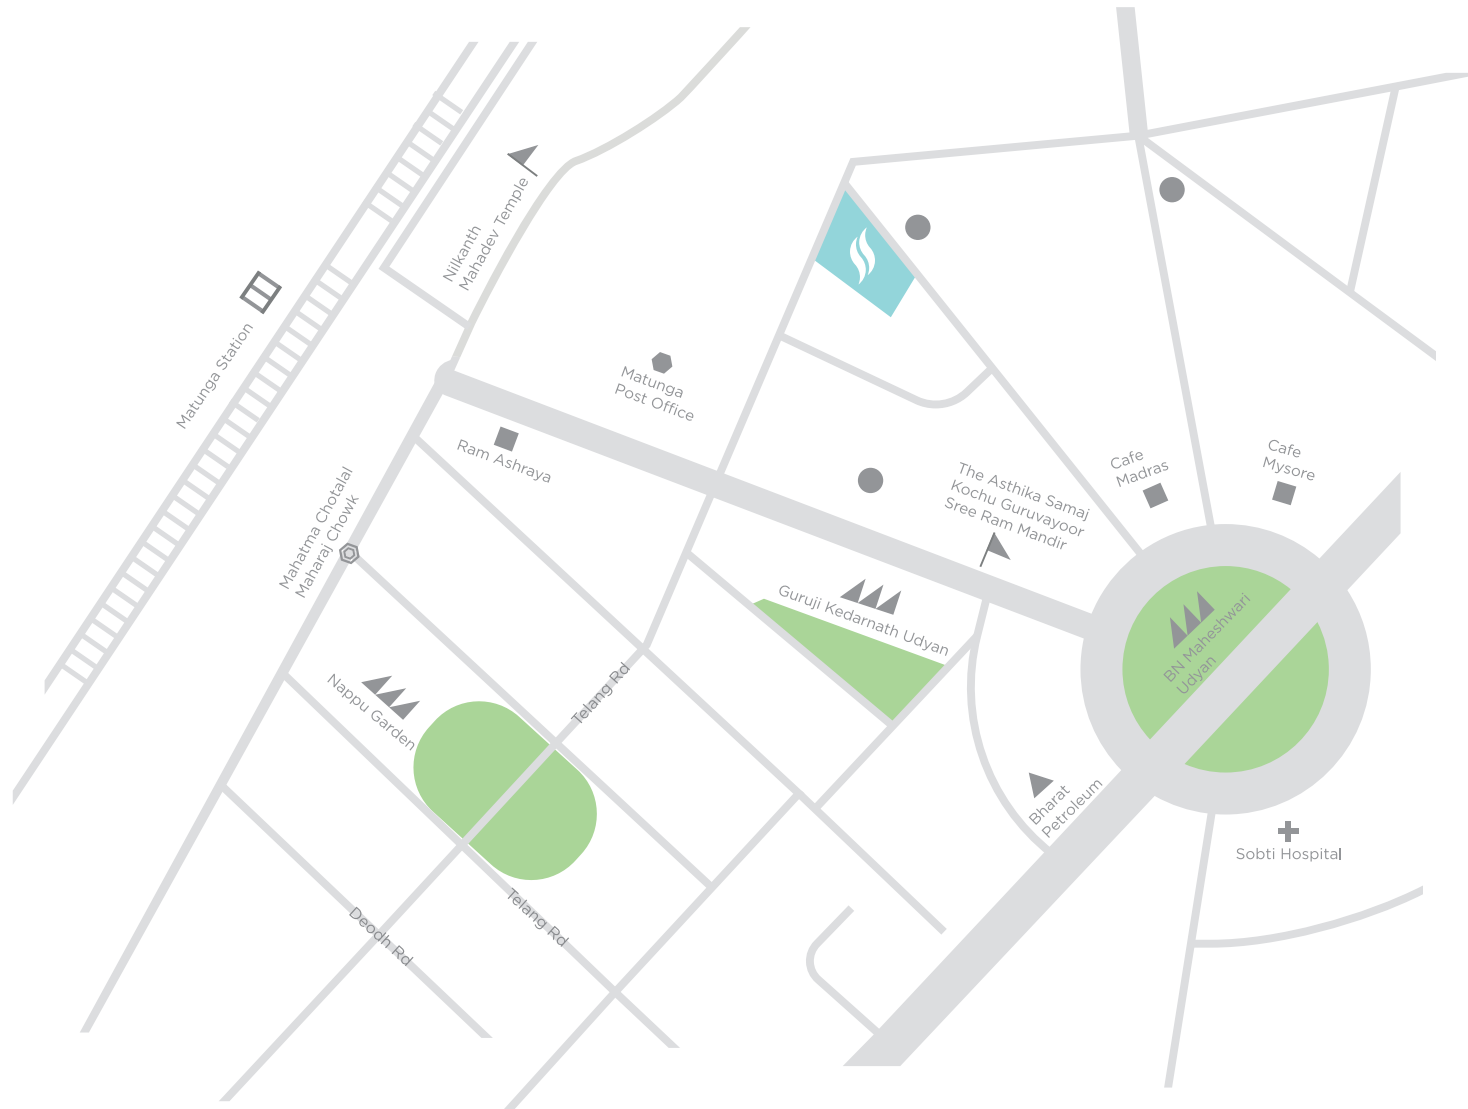 Nilkanth
Mahadev Temple
Matunga Station
Matunga
Post Office
Ram Ashraya
Mahatma Chotalal
Maharaj Chowk
The Asthika Samaj
Kochu Guruvayoor
Sree Ram Mandir
Cafe
Madras
Cafe
Mysore
Guruji Kedarnath Udyan
BN Maheshwari
Udyan
Nappu Garden
Telang Rd
Bharat
Petroleum
Sobti Hospital
Telang Rd
Deodh Rd